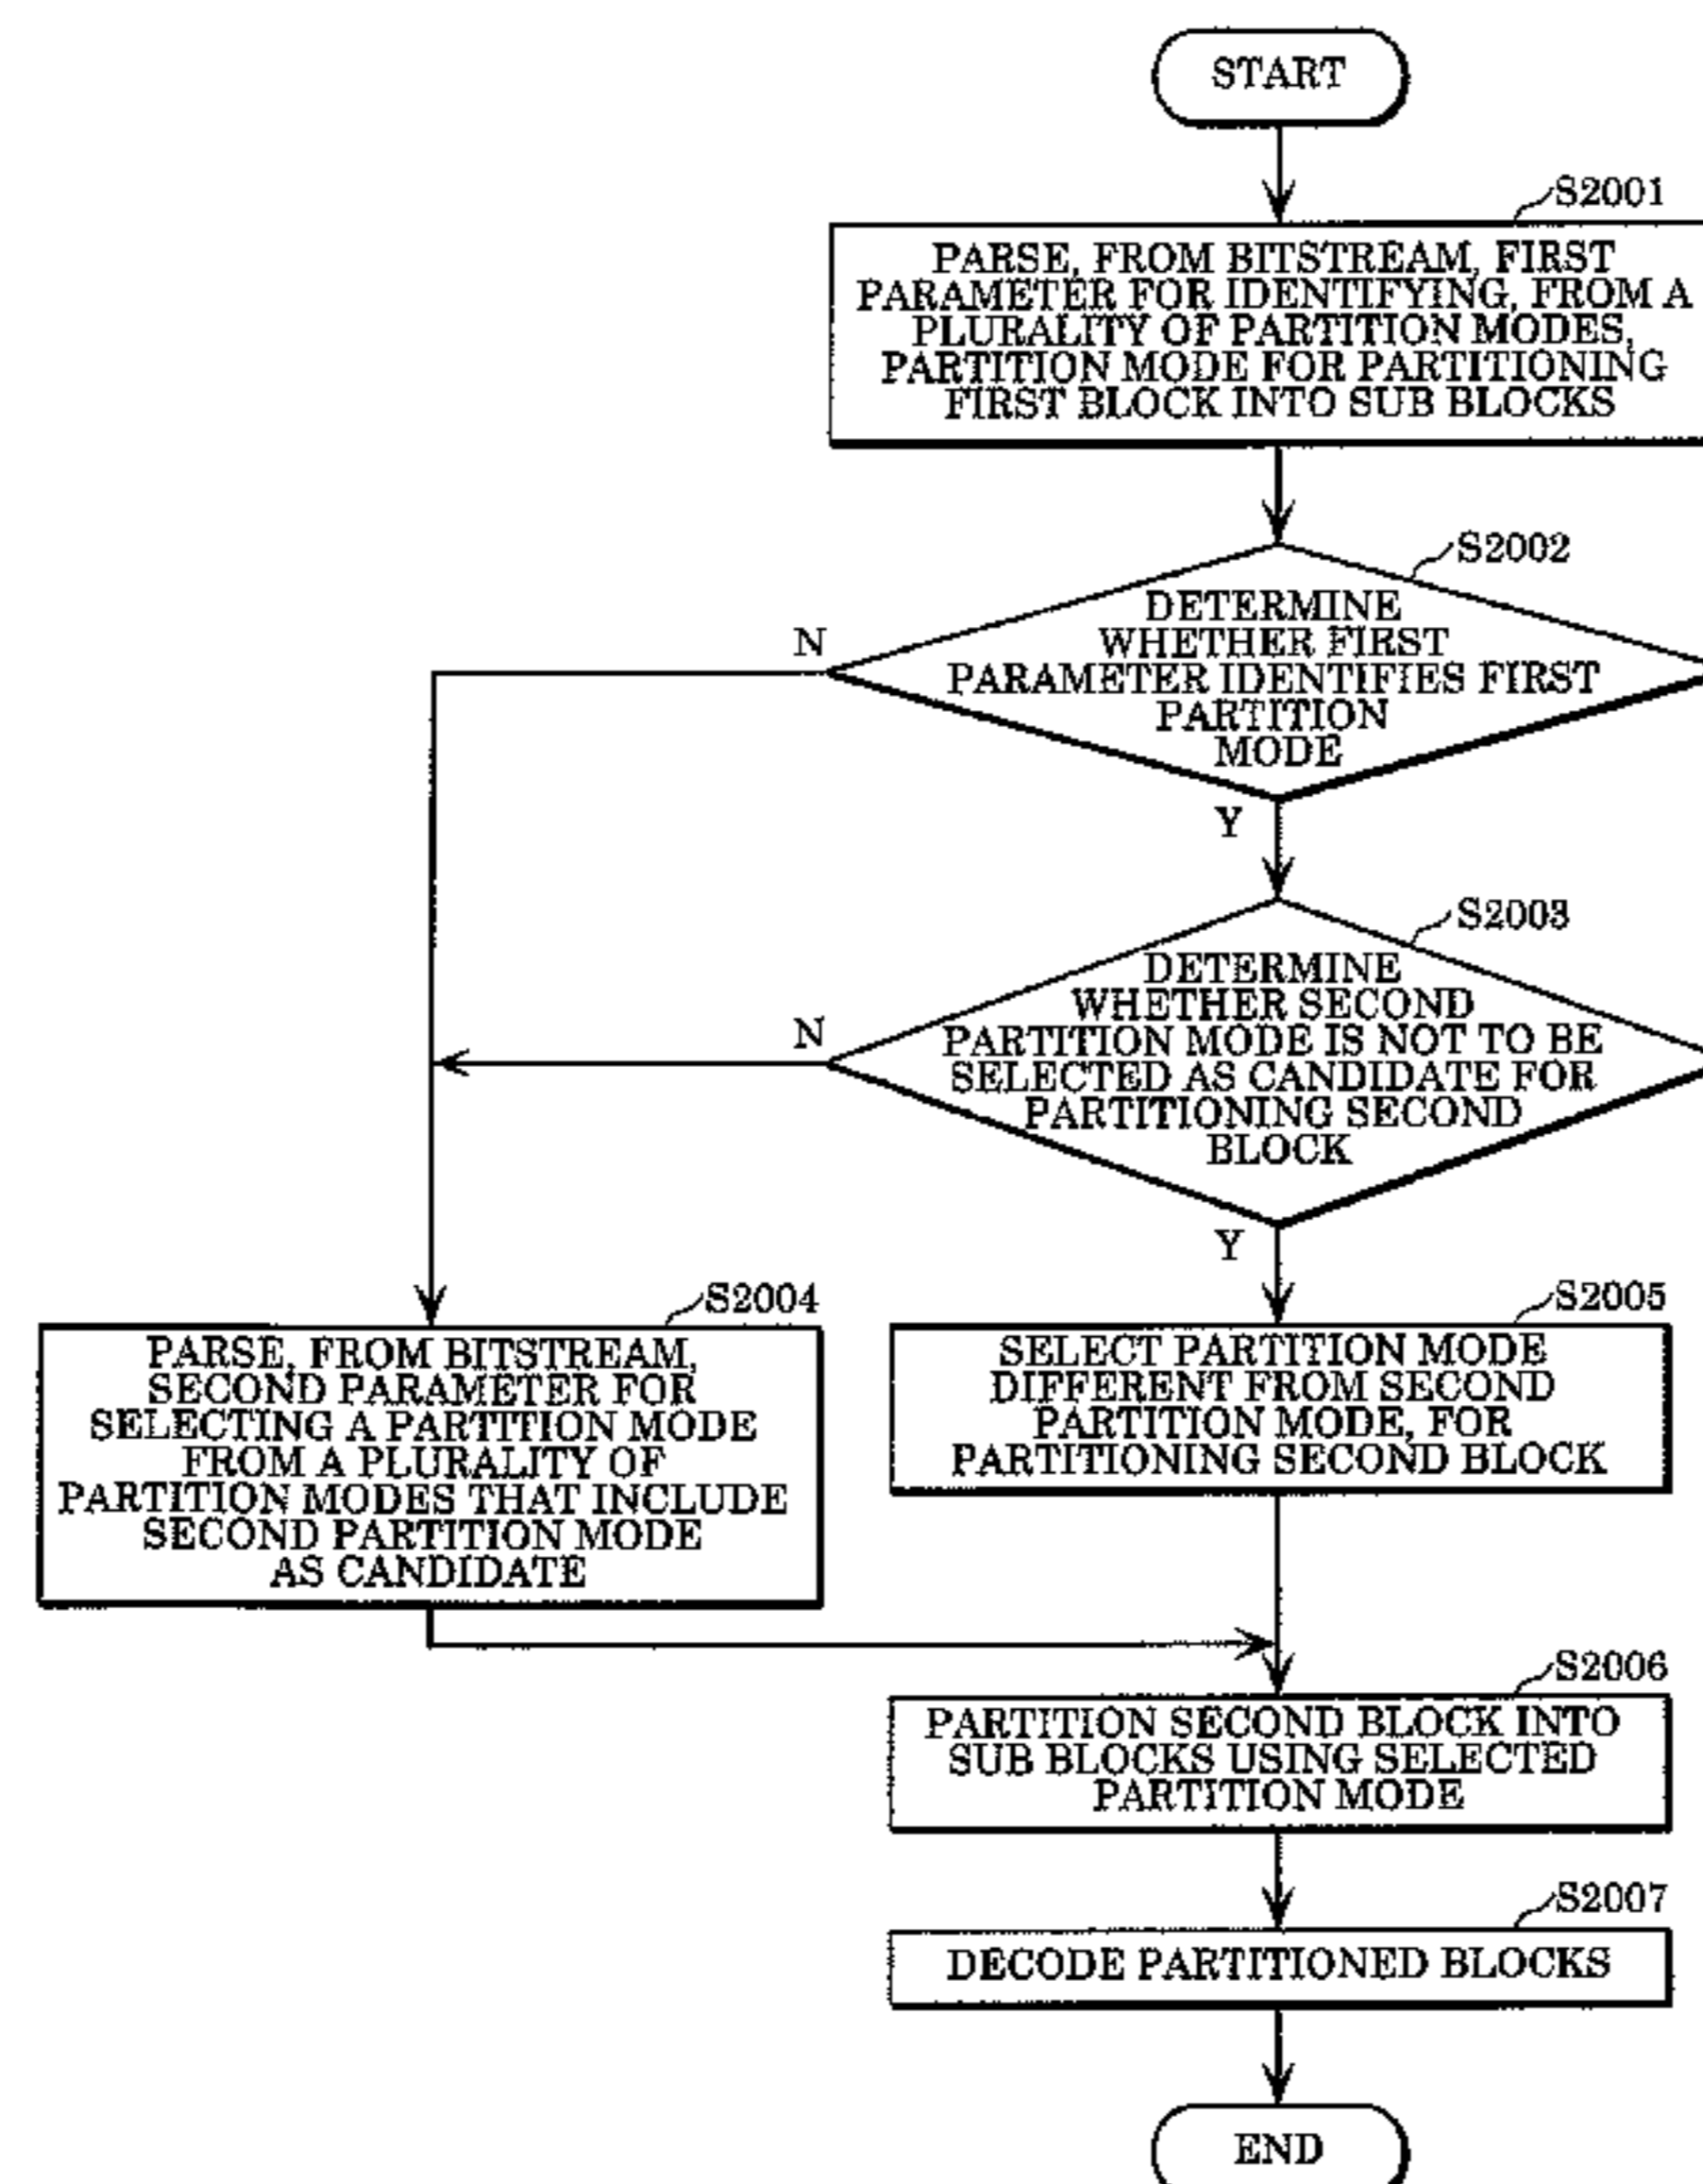 START
S2001
PARSE, FROM BITSTREAM, FIRST
PARAMETER FOR IDENTIFYING, FROM A
PLURALITY OF PARTITION MODES,
PARTITION MODE FOR PARTITIONING
FIRST BLOCK INTO SUB BLOCKS
S2002
DETERMINE
WHETHER FIRST
PARAMETER IDENTIFIES FIRST
PARTITION
MODE
N
Y
S2003
DETERMINE
WHETHER SECOND
PARTITION MODE IS NOT TO BE
SELECTED AS CANDIDATE FOR
PARTITIONING SECOND
BLOCK
N
Y
S2004
PARSE, FROM BITSTREAM,
SECOND PARAMETER FOR
SELECTING A PARTITION MODE
FROM A PLURALITY OF
PARTITION MODES THAT INCLUDE
SECOND PARTITION MODE
AS CANDIDATE
S2005
SELECT PARTITION MODE
DIFFERENT FROM SECOND
PARTITION MODE, FOR
PARTITIONING SECOND BLOCK
S2006
PARTITION SECOND BLOCK INTO
SUB BLOCKS USING SELECTED
PARTITION MODE
S2007
DECODE PARTITIONED BLOCKS
END